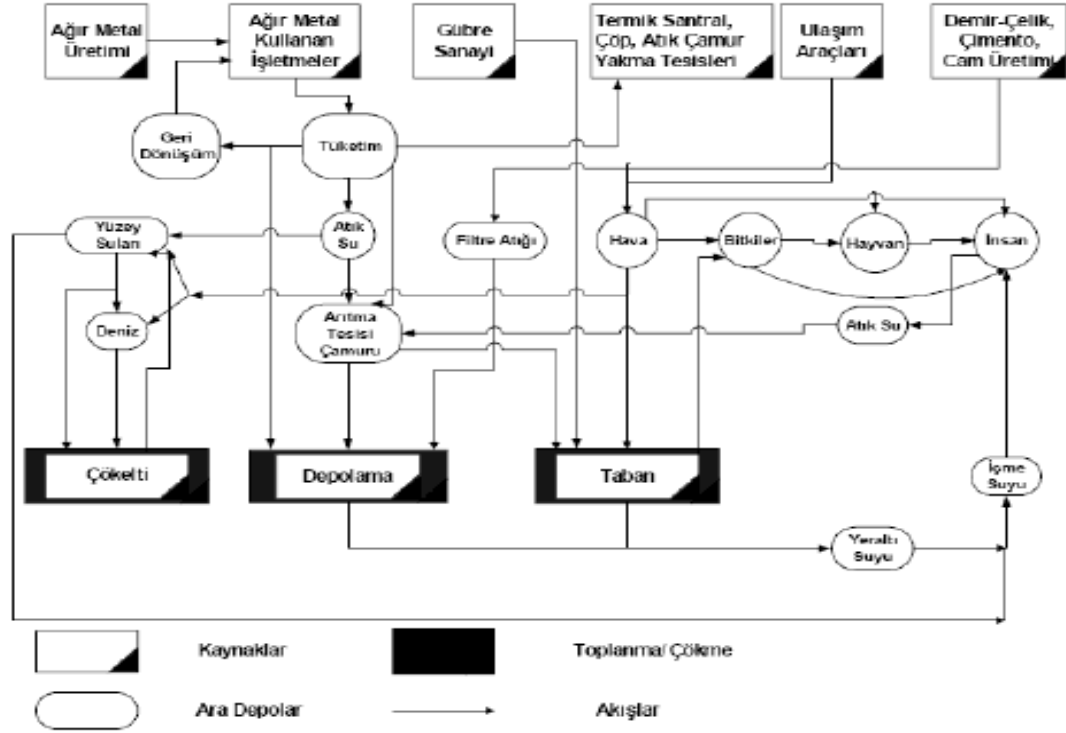 Ağır Metal
Üretimi
Ağır Metal
Kullanan
İşletmeler
Gübre
Sanayi
Termik Santral,
Çöp, Atık Çamur
Yakma Tesisleri
Ulaşım
Araçları
Demir-Çelik,
Çimento,
Cam Üretimi
Geri
Dönüşüm
Tüketim
Yüzey
Suları
Atık
Su
Filtre Atığı
Hava
Bitkiler
Hayvan
İnsan
Deniz
Arıtma
Tesisi
Çamuru
Atık Su
Çökelti
Depolama
Taban
İçme
Suyu
Yeraltı
Suyu
Kaynaklar
Toplanma/Çökme
Ara Depolar
Akışlar